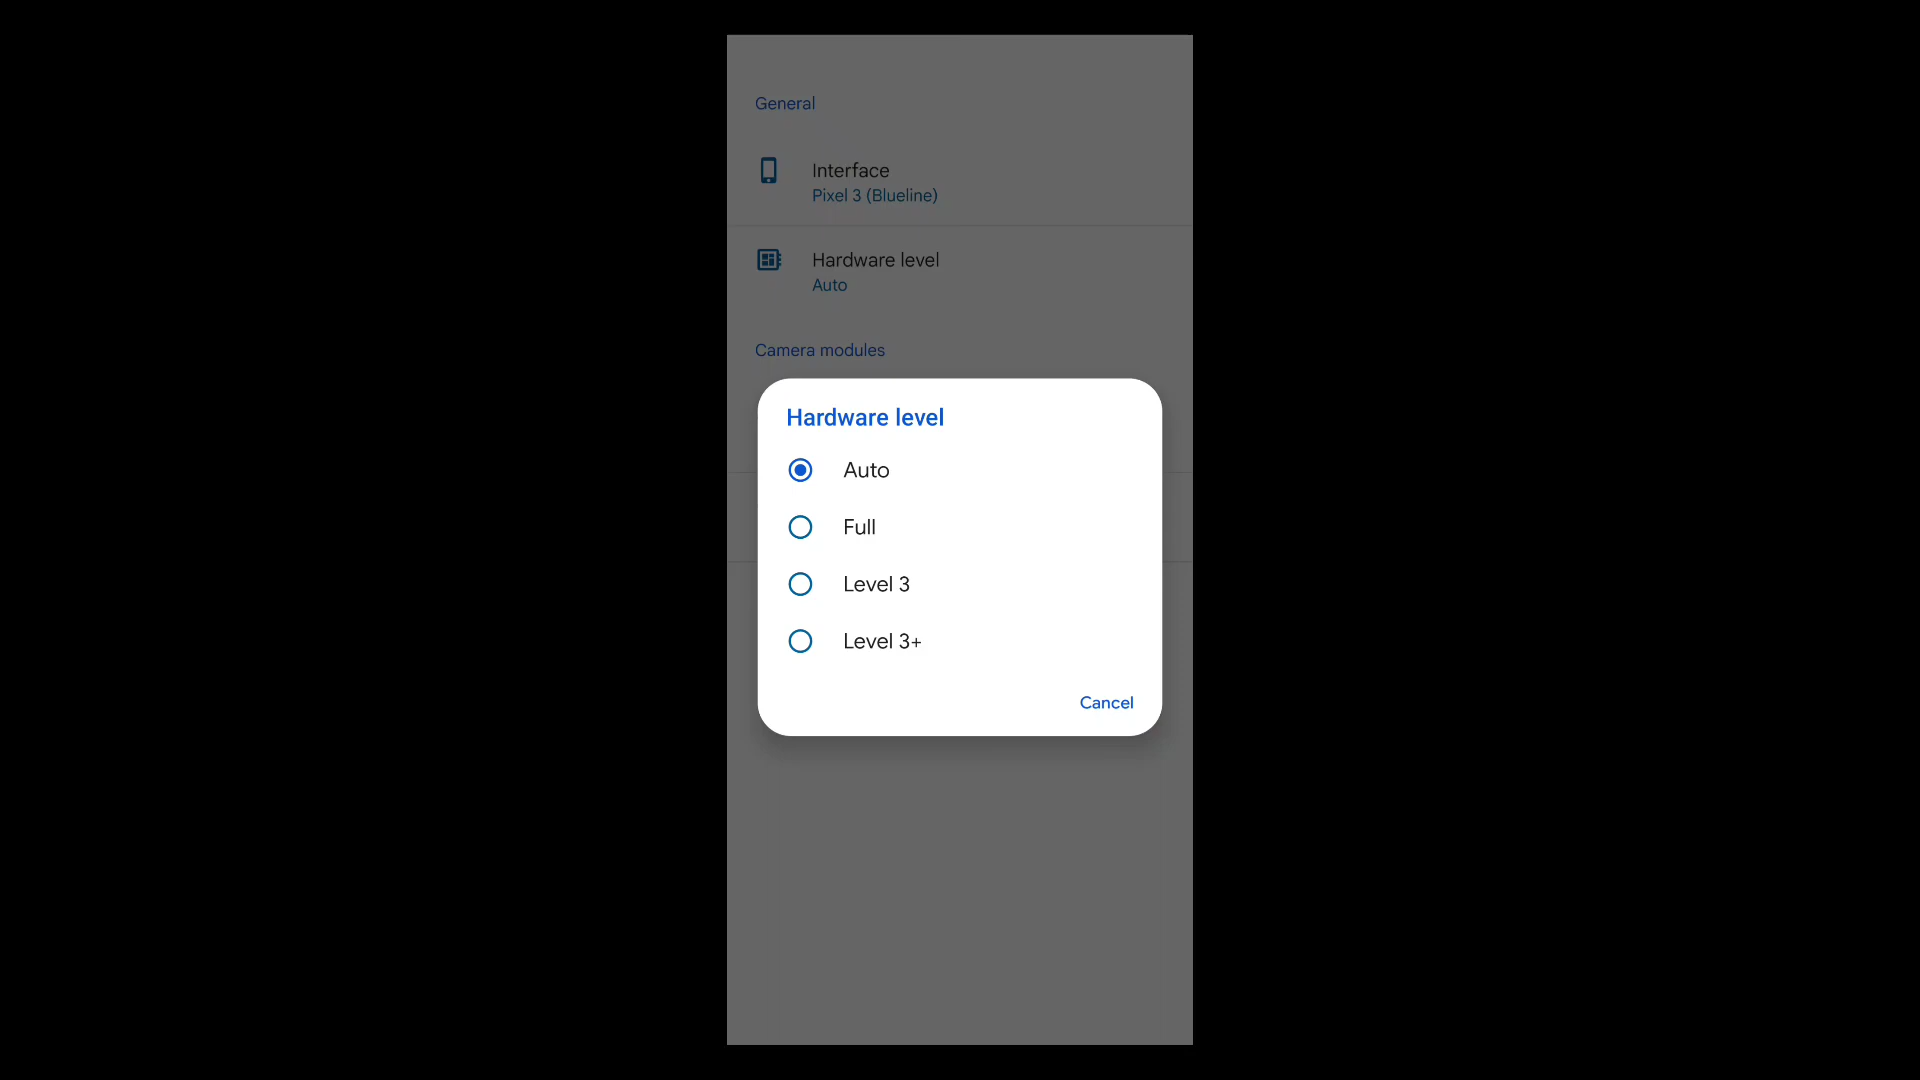 General
Interface
Pixel 3 (Blueline)
Hardware level
Auto
Camera modules
Hardware level
Auto
Full
Level 3
Level 3+
Cancel